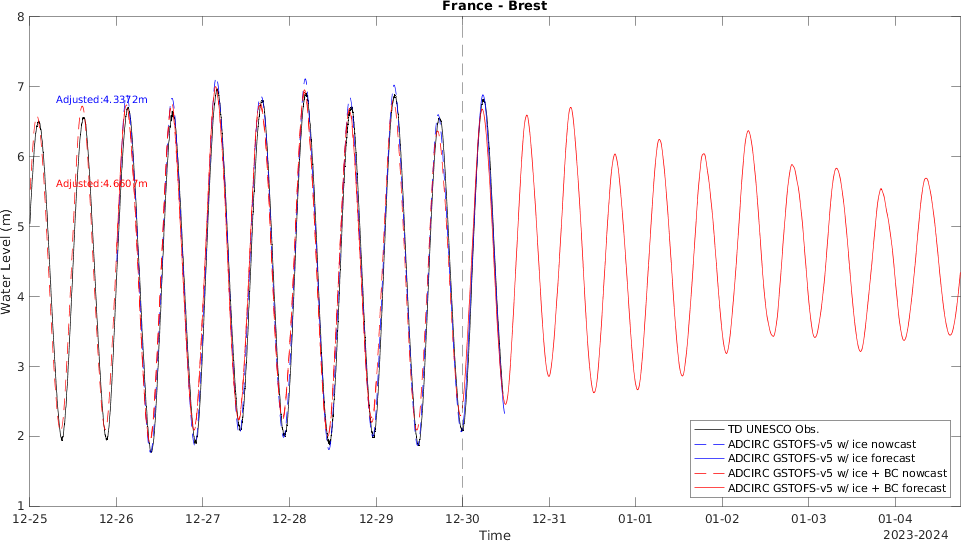 France - Brest
8
7
6
5
4
3
2
1
Water Level (m)
Adjusted:4.3372m
Adjusted:4.6607m
TD UNESCO Obs.
ADCIRC GSTOFS-v5 w/ ice nowcast
ADCIRC GSTOFS-v5 w/ ice forecast
ADCIRC GSTOFS-v5 w/ ice + BC nowcast
ADCIRC GSTOFS-v5 w/ ice + BC forecast
12-25 12-26 12-27 12-28 12-29 12-30 12-31 01-01 01-02 01-03 01-04
Time
2023-2024